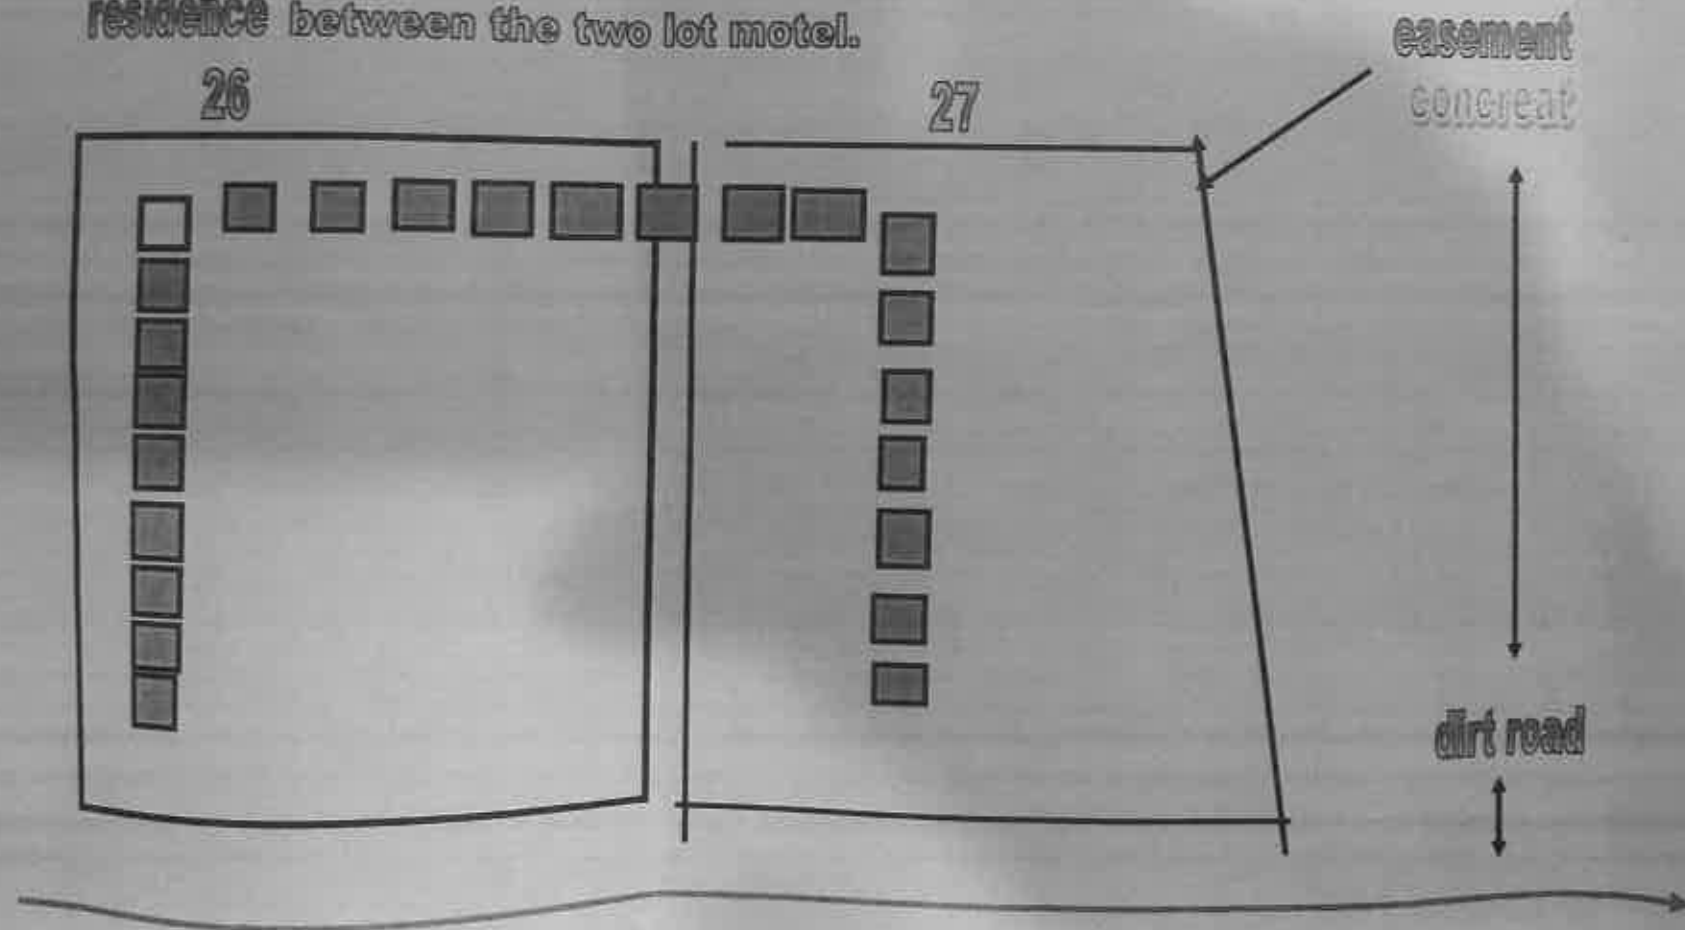 residence between the two lot motel.
easement
concreat
26
27
dirt road